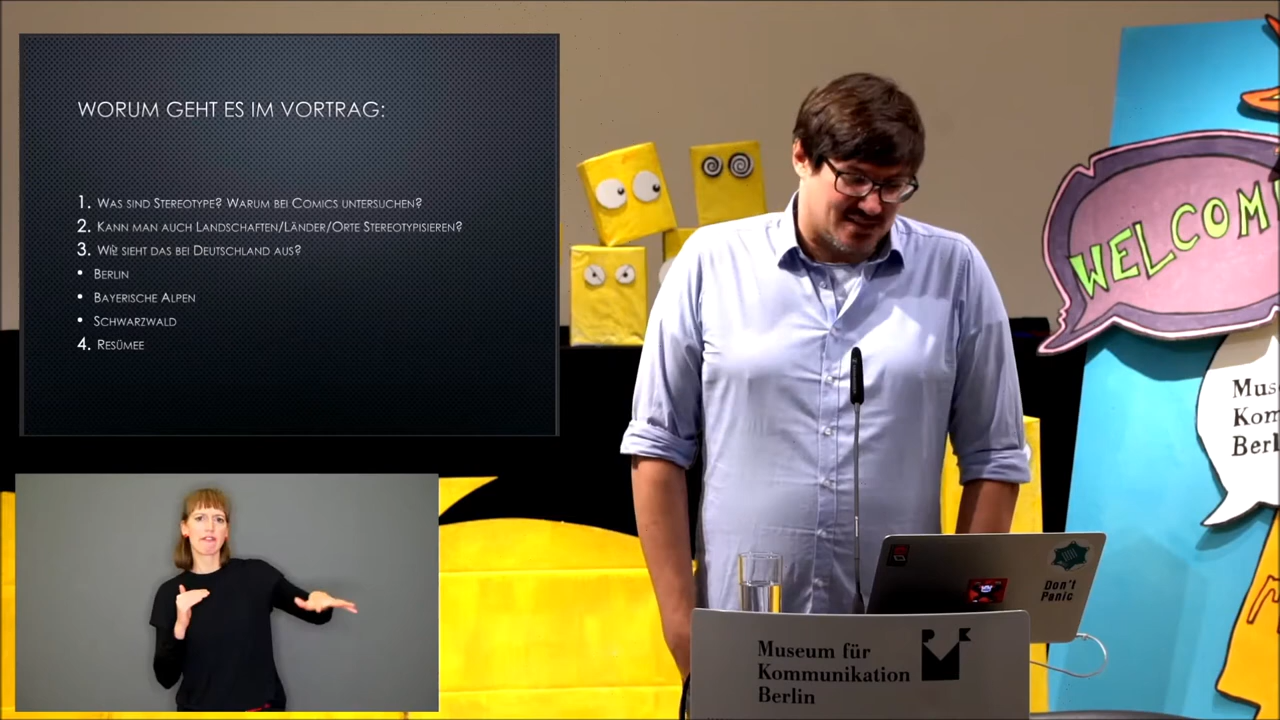 WORUM GEHT ES IM VORTRAG:
1. WAS SIND STEREOTYPE? WARUM BEI COMICS UNTERSUCHEN?
2. KANN MAN AUCH LANDSCHAFTEN/LÄNDER/ORTE STEREOTYPISIEREN?
3. WIE SIEHT DAS BEI DEUTSCHLAND AUS?
• BERLIN
• BAYERISCHE ALPEN
• SCHWARZWALD
4. RESÜMEE
WELCOM
Mus
Kom
Berl
Don't
Panic
Museum für
Kommunikation
Berlin